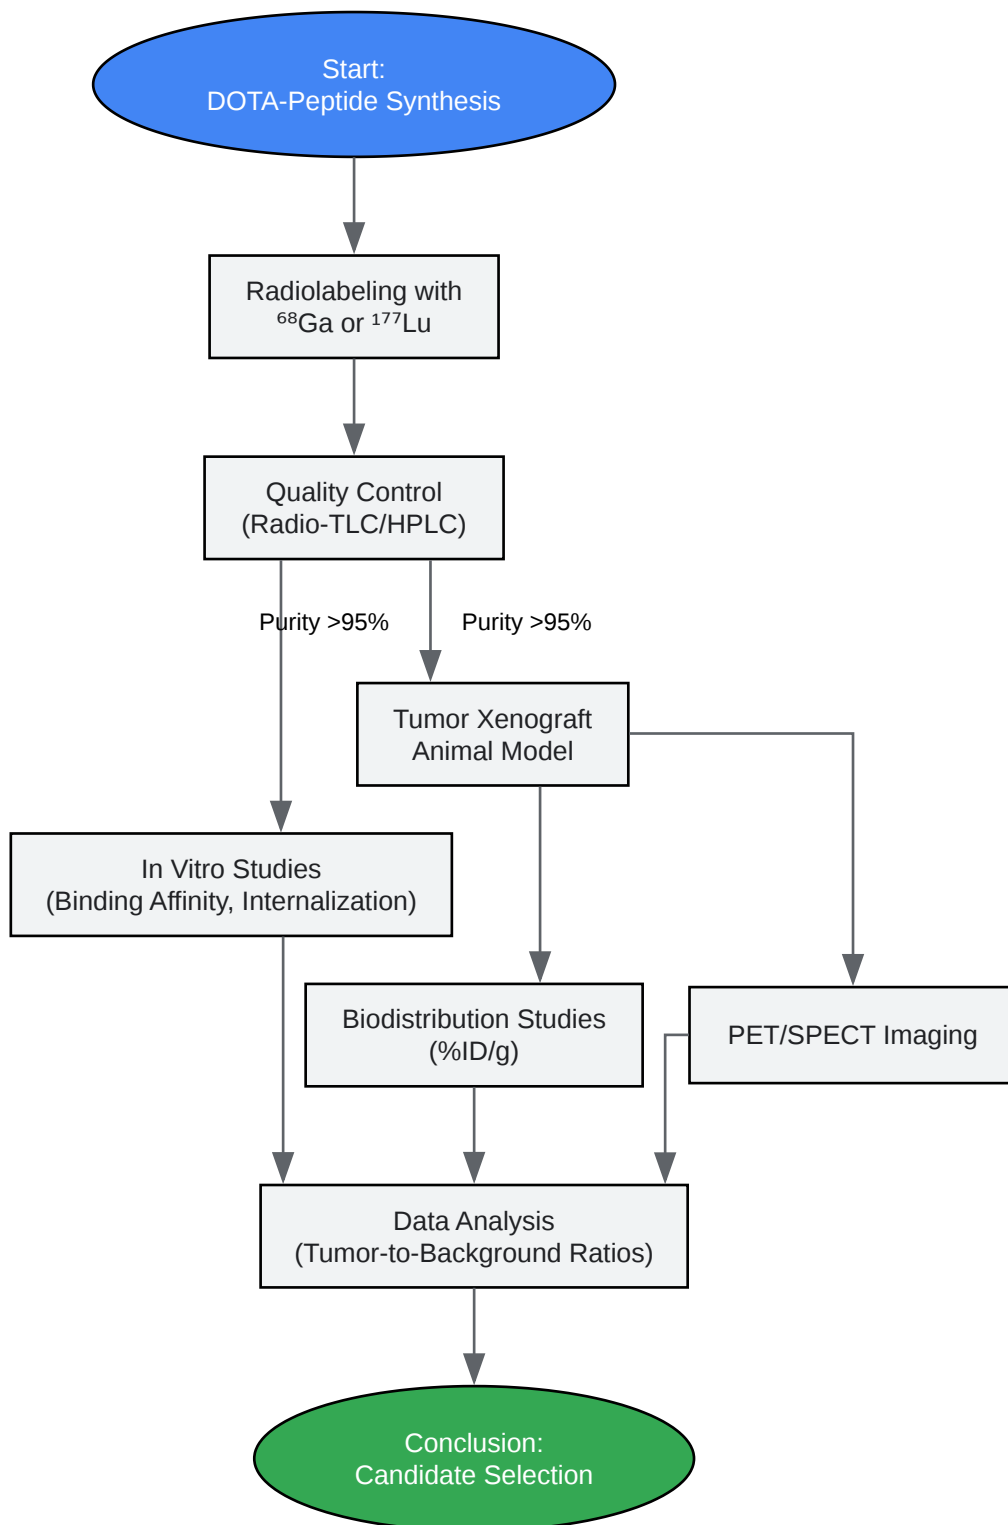 Start:
DOTA-Peptide Synthesis
Radiolabeling with
⁶⁸Ga or ¹⁷⁷Lu
Quality Control
(Radio-TLC/HPLC)
Purity >95%
Purity >95%
Tumor Xenograft
Animal Model
In Vitro Studies
(Binding Affinity, Internalization)
Biodistribution Studies
(%ID/g)
PET/SPECT Imaging
Data Analysis
(Tumor-to-Background Ratios)
Conclusion:
Candidate Selection